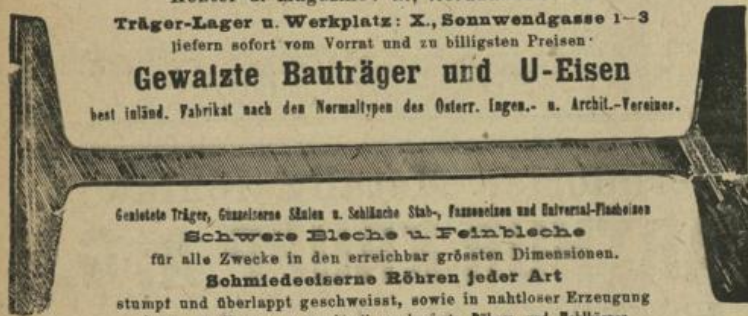 Träger-Lager u. Werkplatz: X., Sonnwendgasse 1–3
liefern sofort vom Vorrat und zu billigsten Preisen
Gewalzte Bauträger und U-Eisen
best inländ. Fabrikat nach den Normaltypen des Österr. Ingen.- u. Archit.-Vereines.
Genietete Träger, Gusseiserne Säulen u. Schläuche Stab-, Fassoneisen und Universal-Flacheisen
Schwere Bleche u. Feinbleche
für alle Zwecke in den erreichbar grössten Dimensionen.
Schmiedeeiserne Röhren jeder Art
stumpf und überlappt geschweisst, sowie in nahtloser Erzeugung